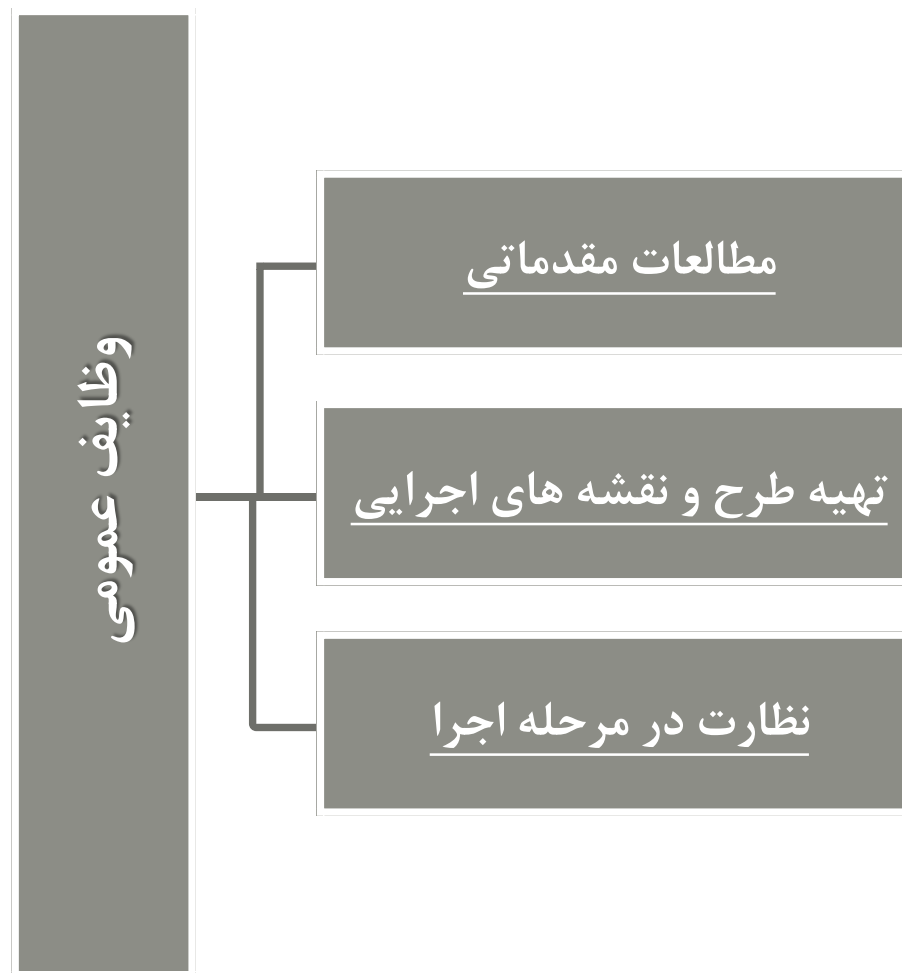 وظایف عمومی
مطالعات مقدماتی
تهیه طرح و نقشه های اجرایی
نظارت در مرحله اجرا